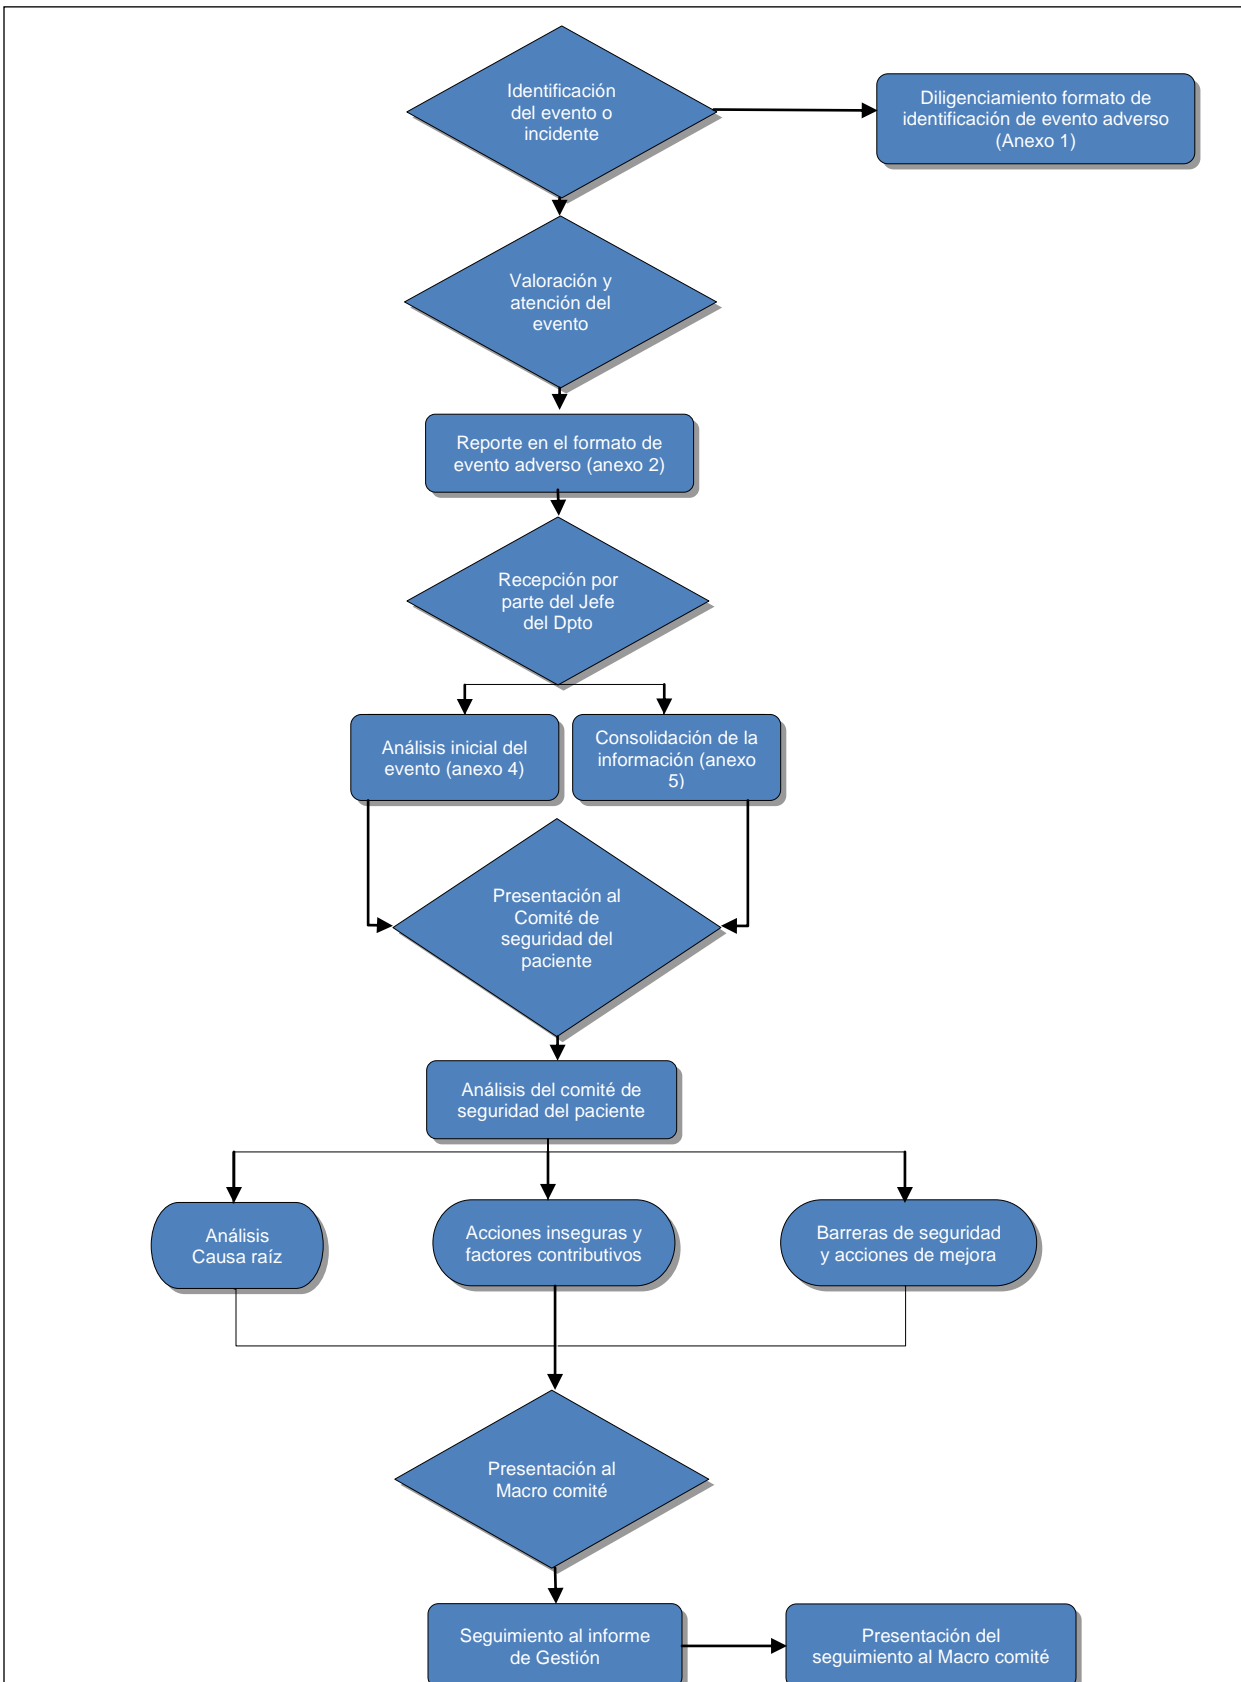 Identificación
del evento o
incidente
Diligenciamiento formato de
identificación de evento adverso
(Anexo 1)
Valoración y
atención del
evento
Reporte en el formato de
evento adverso (anexo 2)
Recepción por
parte del Jefe
del Dpto
Análisis inicial del
evento (anexo 4)
Consolidación de la
información (anexo
5)
Presentación al
Comité de
seguridad del
paciente
Análisis del comité de
seguridad del paciente
Análisis
Causa raíz
Acciones inseguras y
factores contributivos
Barreras de seguridad
y acciones de mejora
Presentación al
Macro comité
Seguimiento al informe
de Gestión
Presentación del
seguimiento al Macro comité